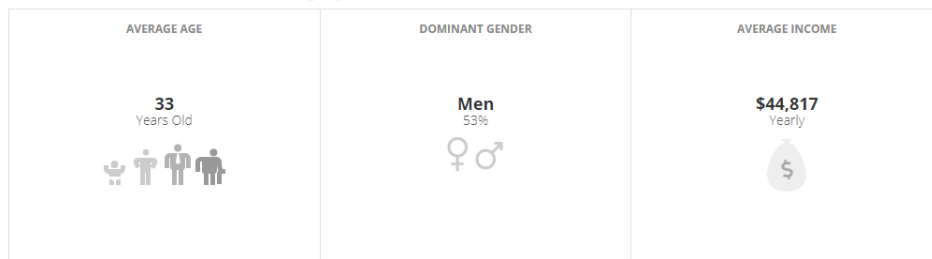 AVERAGE AGE
33
Years Old
DOMINANT GENDER
Men
53%
AVERAGE INCOME
$44,817
Yearly
$